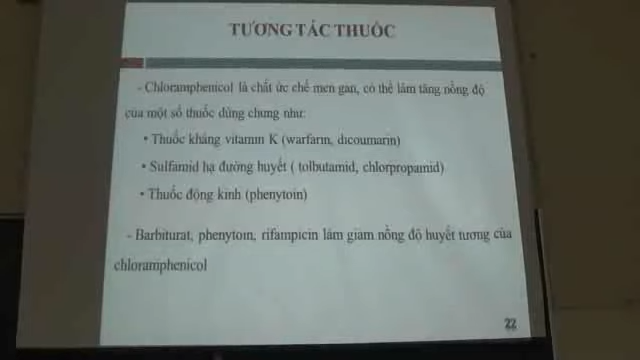 TƯƠNG TÁC THUỐC
- Chloramphenicol là chất ức chế men gan, có thể làm tăng nồng độ
của một số thuốc dùng chung như:
• Thuốc kháng vitamin K (warfarin, dicoumarin)
• Sulfamid hạ đường huyết ( tolbutamid, chlorpropamid)
• Thuốc động kinh (phenytoin)
- Barbiturat, phenytoin, rifampicin làm giảm nồng độ huyết tương của
chloramphenicol
22